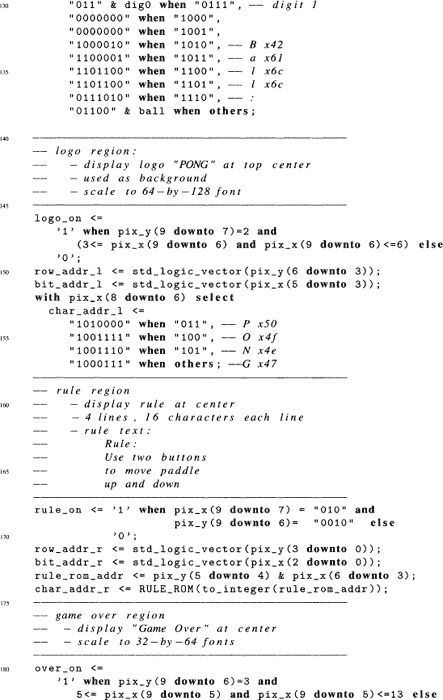 130 "011" & dig0 when "0111", — digit 1
"0000000" when "1000",
"0000000" when "1001",
"1000010" when "1010", — B x42
"1100001" when "1011", — a x61
135 "1101100" when "1100", — l x6c
"1101100" when "1101", — l x6c
"0111010" when "1110", — :
"01100" & ball when others;
140
— logo region:
— - display logo "PONG" at top center
— - used as background
— - scale to 64-by-128 font
145
logo_on <=
'1' when pix_y(9 downto 7)=2 and
(3<= pix_x(9 downto 6) and pix_x(9 downto 6)<=6) else
'0';
150 row_addr_l <= std_logic_vector(pix_y(6 downto 3));
bit_addr_l <= std_logic_vector(pix_x(5 downto 3));
with pix_x(8 downto 6) select
char_addr_l <=
"1010000" when "011", — P x50
155 "1001111" when "100", — O x4f
"1001110" when "101", — N x4e
"1000111" when others; —G x47
— rule region
160 — - display rule at center
— - 4 lines, 16 characters each line
— - rule text:
— Rule:
— Use two buttons
165 — to move paddle
— up and down
rule_on <= '1' when pix_x(9 downto 7) = "010" and
pix_y(9 downto 6)= "0010" else
170 '0';
row_addr_r <= std_logic_vector(pix_y(3 downto 0));
bit_addr_r <= std_logic_vector(pix_x(2 downto 0));
rule_rom_addr <= pix_y(5 downto 4) & pix_x(6 downto 3);
char_addr_r <= RULE_ROM(to_integer(rule_rom_addr));
175
— game over region
— - display "Game Over" at center
— - scale to 32-by-64 fonts
180 over_on <=
'1' when pix_y(9 downto 6)=3 and
5<= pix_x(9 downto 5) and pix_x(9 downto 5)<=13 else